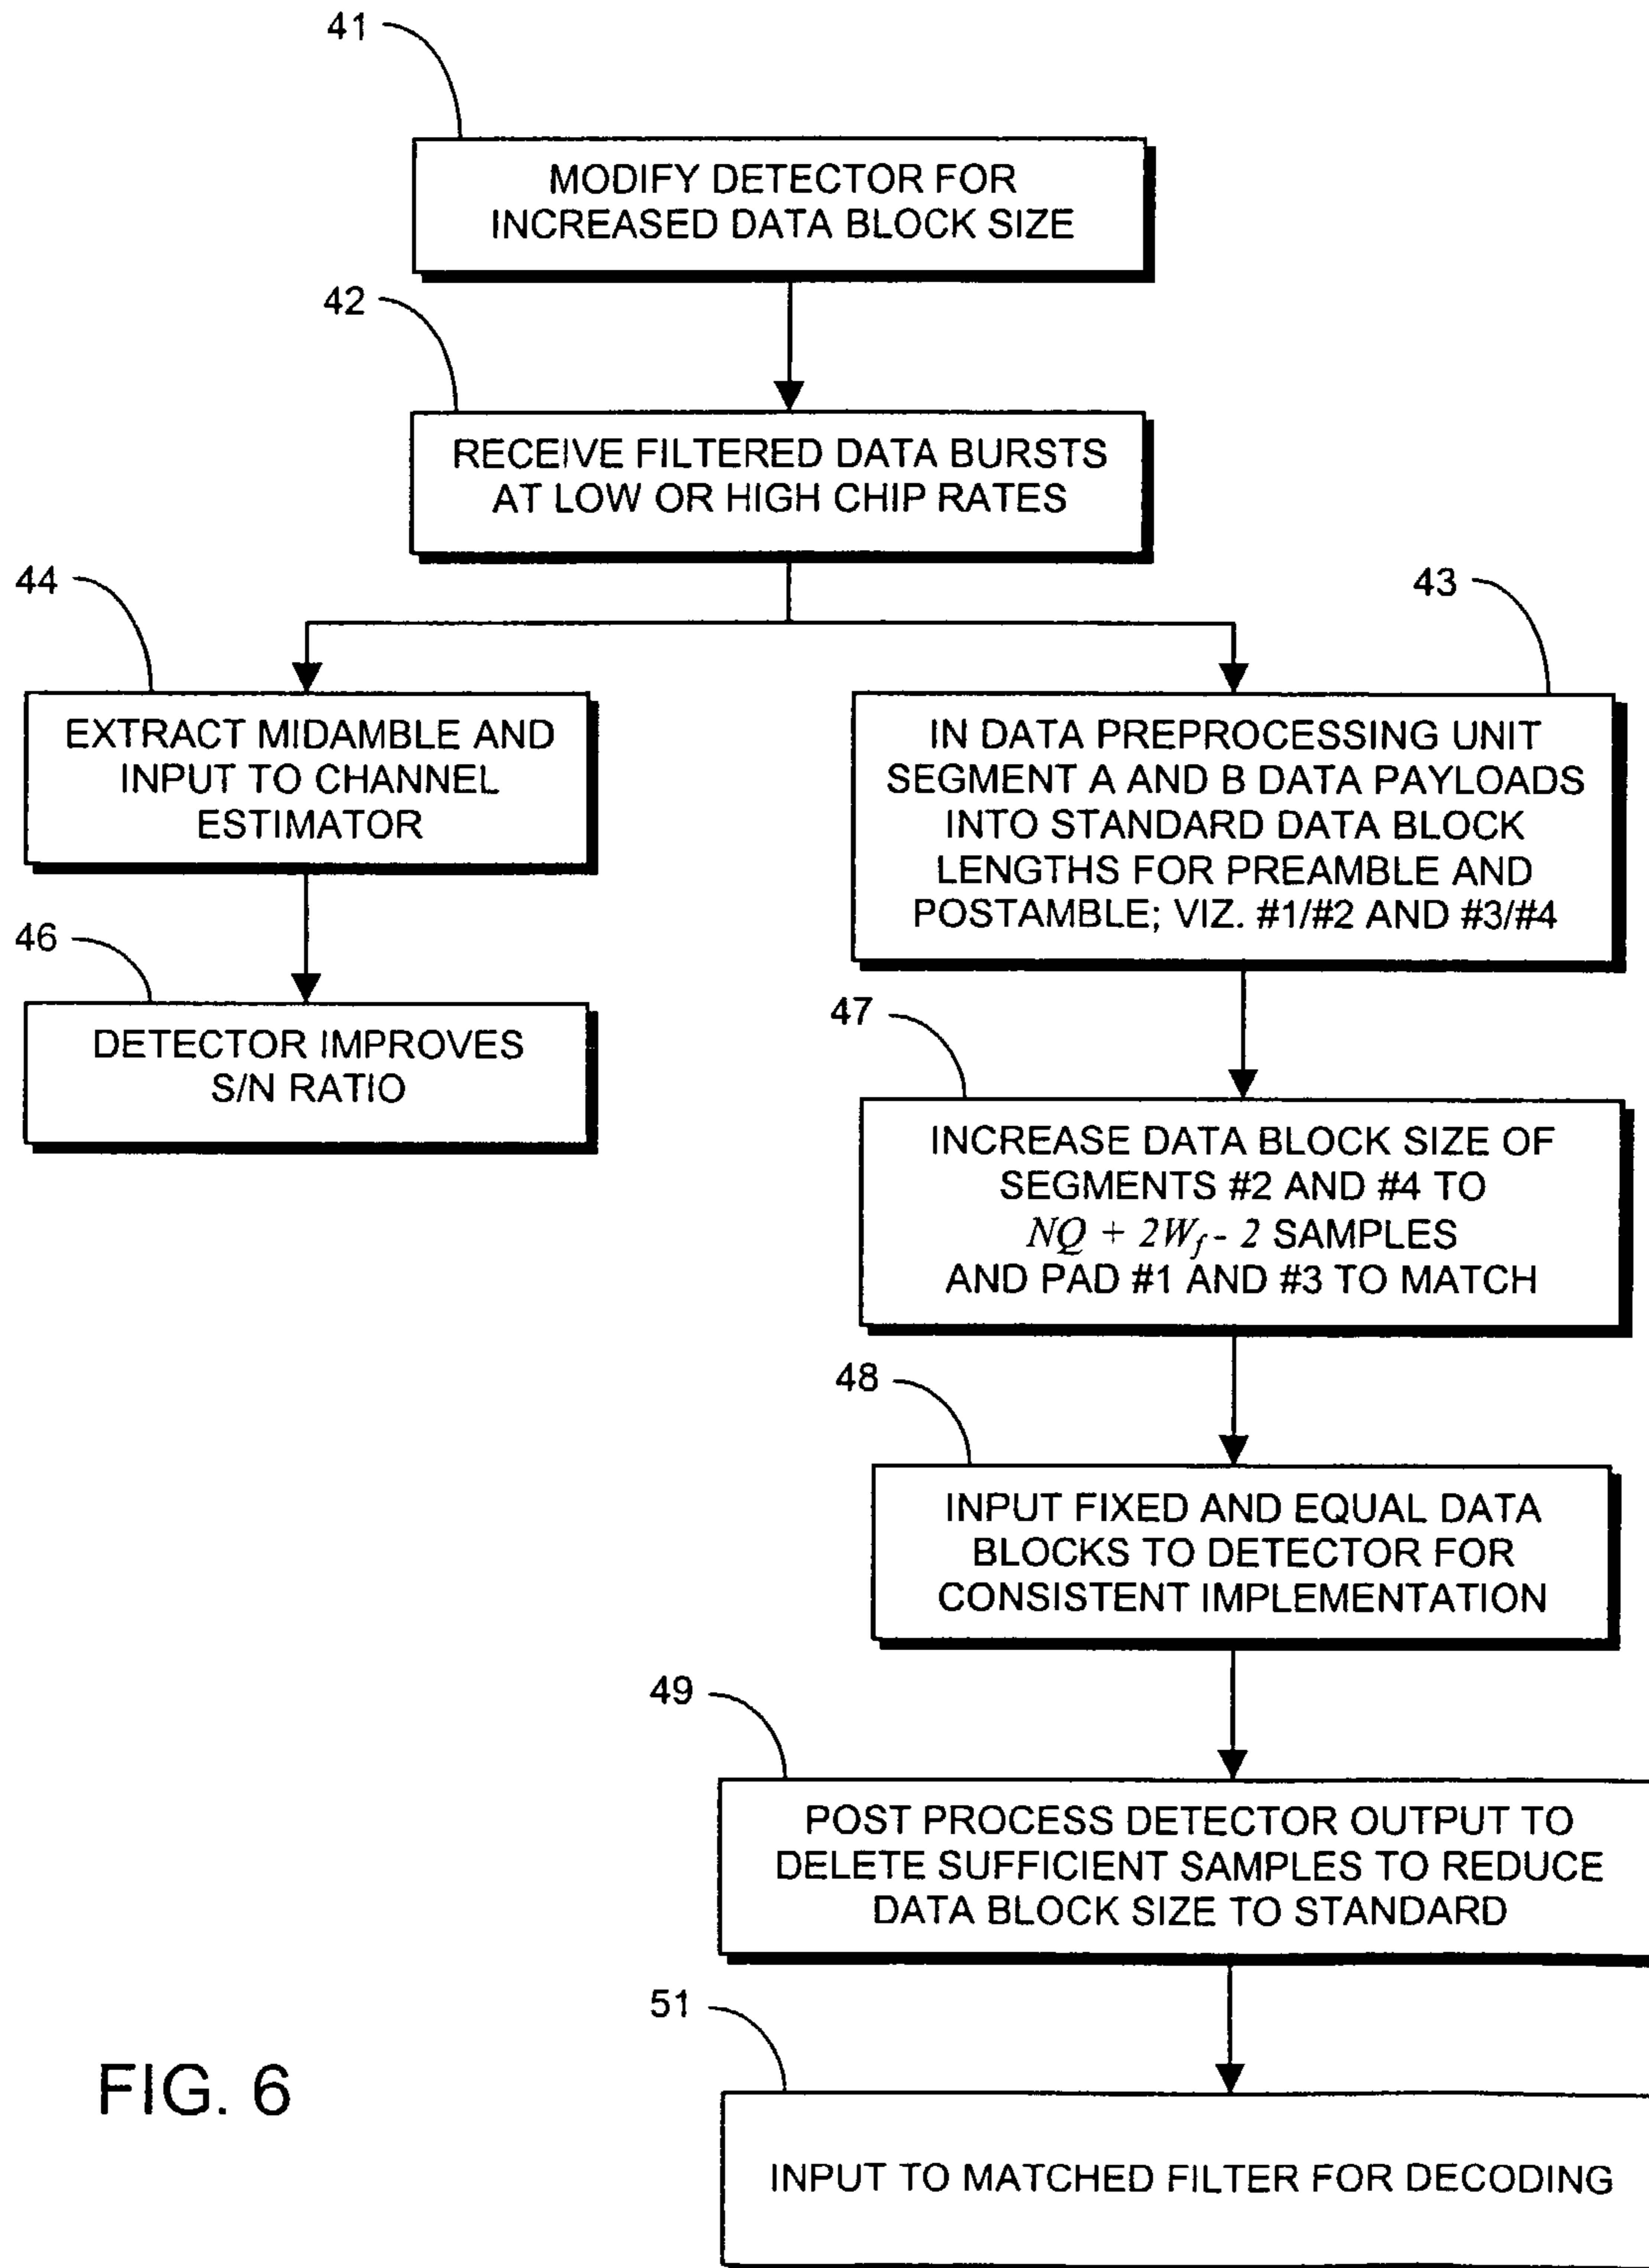 41
MODIFY DETECTOR FOR
INCREASED DATA BLOCK SIZE
42
RECEIVE FILTERED DATA BURSTS
AT LOW OR HIGH CHIP RATES
44
EXTRACT MIDAMBLE AND
INPUT TO CHANNEL
ESTIMATOR
43
IN DATA PREPROCESSING UNIT
SEGMENT A AND B DATA PAYLOADS
INTO STANDARD DATA BLOCK
LENGTHS FOR PREAMBLE AND
POSTAMBLE; VIZ. #1/#2 AND #3/#4
46
DETECTOR IMPROVES
S/N RATIO
47
INCREASE DATA BLOCK SIZE OF
SEGMENTS #2 AND #4 TO
NQ + 2W_f - 2 SAMPLES
AND PAD #1 AND #3 TO MATCH
48
INPUT FIXED AND EQUAL DATA
BLOCKS TO DETECTOR FOR
CONSISTENT IMPLEMENTATION
49
POST PROCESS DETECTOR OUTPUT TO
DELETE SUFFICIENT SAMPLES TO REDUCE
DATA BLOCK SIZE TO STANDARD
51
INPUT TO MATCHED FILTER FOR DECODING
FIG. 6